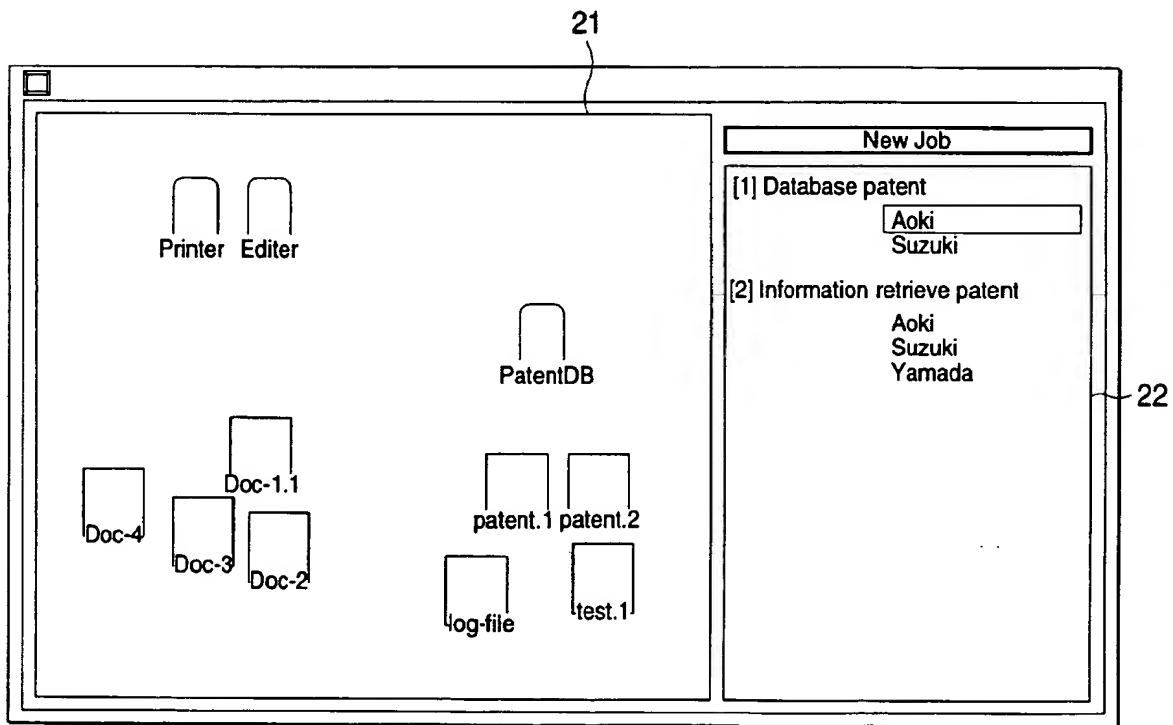 21
New Job
[1] Database patent
Aoki
Suzuki
[2] Information retrieve patent
Aoki
Suzuki
Yamada
22
Printer Editer
PatentDB
Doc-1.1
Doc-4
Doc-3
Doc-2
patent.1 patent.2
log-file
test.1